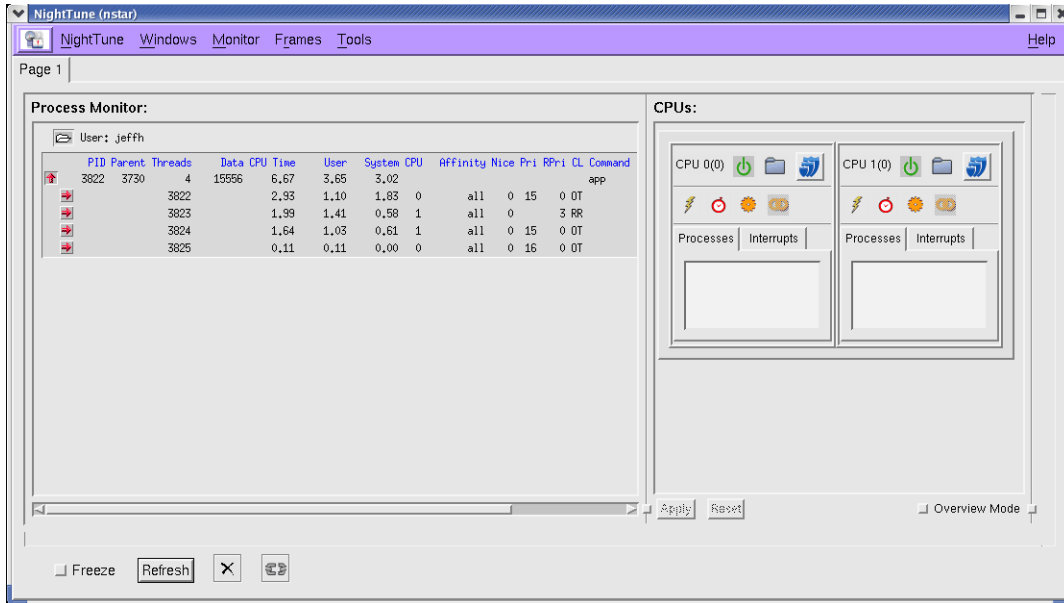 NightTune (nstar)
NightTune Windows Monitor Frames Tools Help
Page 1
Process Monitor:
User: jeffh
PID Parent Threads Data CPU Time User System CPU Affinity Nice Pri RPri CL Command
3822 3730 4 15556 6.67 3.65 3.02 app
3822 2.93 1.10 1.83 0 all 0 15 0 OT
3823 1.99 1.41 0.58 1 all 0 3 RR
3824 1.64 1.03 0.61 1 all 0 15 0 OT
3825 0.11 0.11 0.00 0 all 0 16 0 OT
CPUs:
CPU 0(0) CPU 1(0)
Processes Interrupts Processes Interrupts
Apply Reset Overview Mode
Freeze Refresh